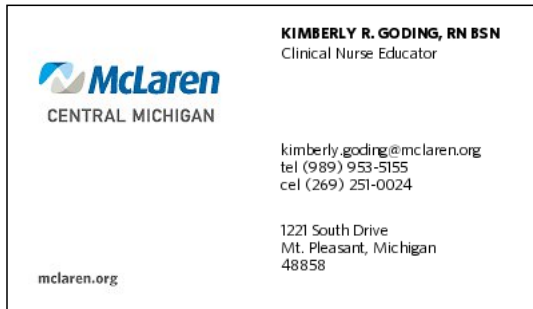 McLaren
CENTRAL MICHIGAN
mclaren.org
KIMBERLY R. GODING, RN BSN
Clinical Nurse Educator
kimberly.goding@mclaren.org
tel (989) 953-5155
cel (269) 251-0024
1221 South Drive
Mt. Pleasant, Michigan
48858